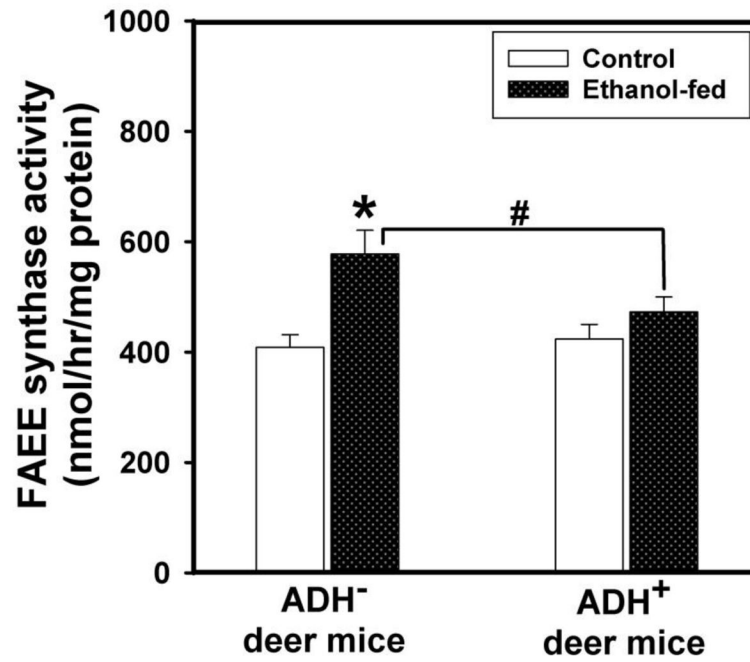 FAEE synthase activity
(nmol/hr/mg protein)
1000
800
600
400
200
0
Control
Ethanol-fed
*
#
ADH⁻
deer mice
ADH⁺
deer mice